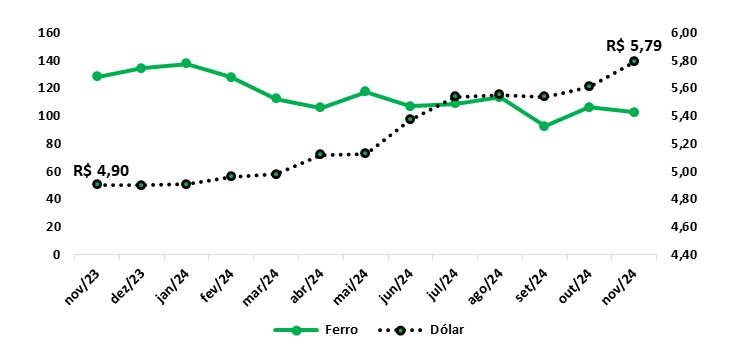 160 6,00
140 R$ 5,79 5,80
120 5,60
100 5,40
80 5,20
60 R$ 4,90 5,00
40 4,80
20 4,60
0 4,40
nov/23 dez/23 jan/24 fev/24 mar/24 abr/24 mai/24 jun/24 jul/24 ago/24 set/24 out/24 nov/24
Ferro Dólar